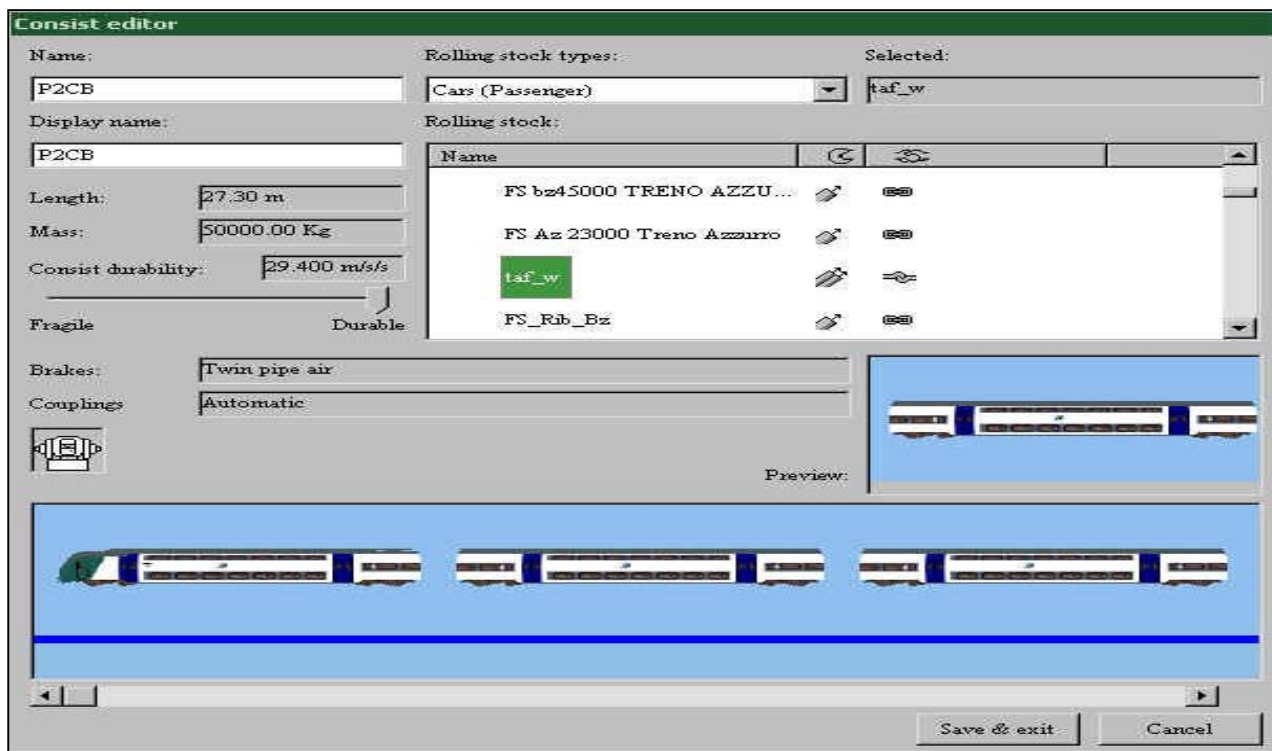 Consist editor
Name:
P2CB
Display name:
P2CB
Length: 27.30 m
Mass: 50000.00 Kg
Consist durability: 29.400 m/s/s
Fragile Durable
Rolling stock types:
Cars (Passenger)
Selected:
taf_w
Rolling stock:
Name
FS bz45000 TRENO AZZU...
FS Az 23000 Treno Azzurro
taf_w
FS_Rib_Bz
Brakes: Twin pipe air
Couplings Automatic
Preview:
Save & exit
Cancel